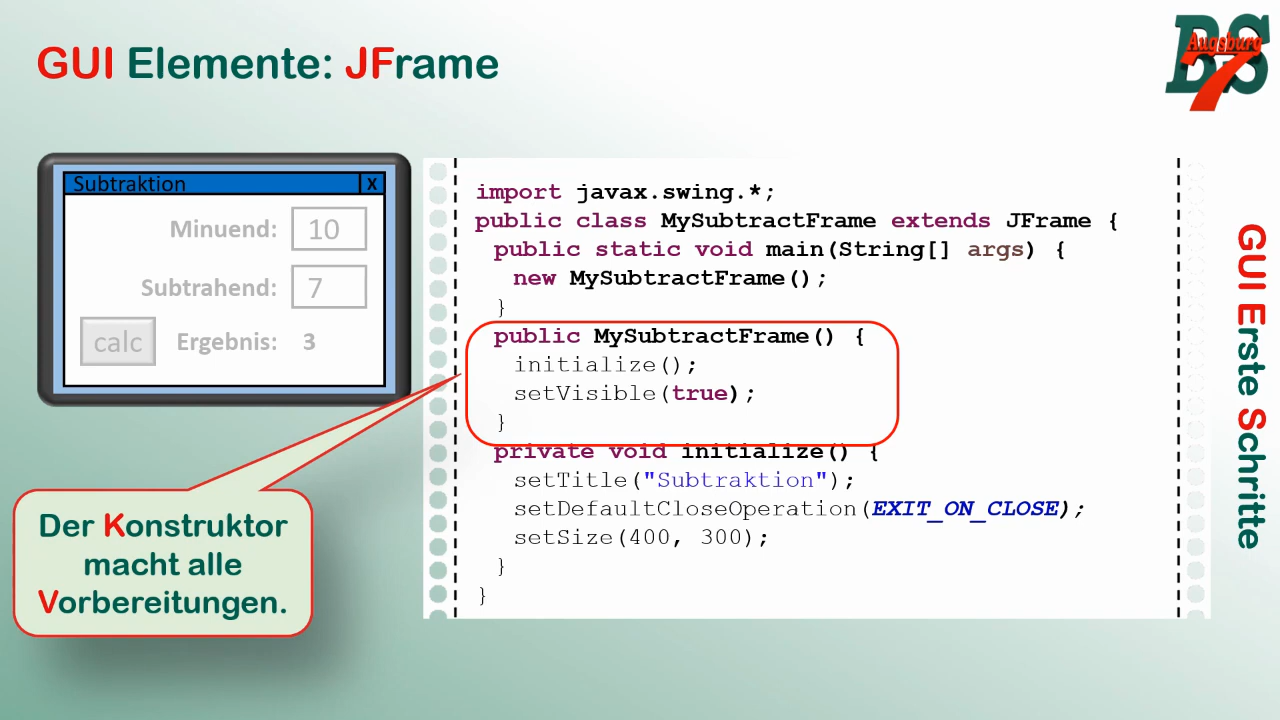 GUI Elemente: JFrame
BS
Augsburg
7
Subtraktion X
Minuend: 10
Subtrahend: 7
calc Ergebnis: 3
import javax.swing.*;
public class MySubtractFrame extends JFrame {
public static void main(String[] args) {
new MySubtractFrame();
}
public MySubtractFrame() {
initialize();
setVisible(true);
}
private void initialize() {
setTitle("Subtraktion");
setDefaultCloseOperation(EXIT_ON_CLOSE);
setSize(400, 300);
}
}
Der Konstruktor
macht alle
Vorbereitungen.
GUI Erste Schritte